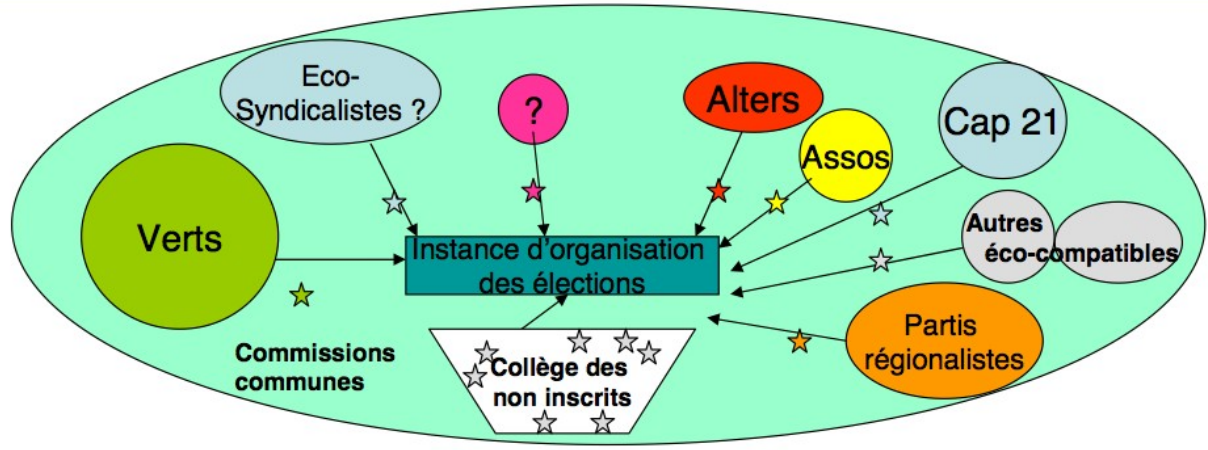 Eco-
Syndicalistes ?
?
Alters
Assos
Cap 21
Verts
Instance d'organisation
des élections
Autres
éco-compatibles
Partis
régionalistes
Commissions
communes
Collège des
non inscrits